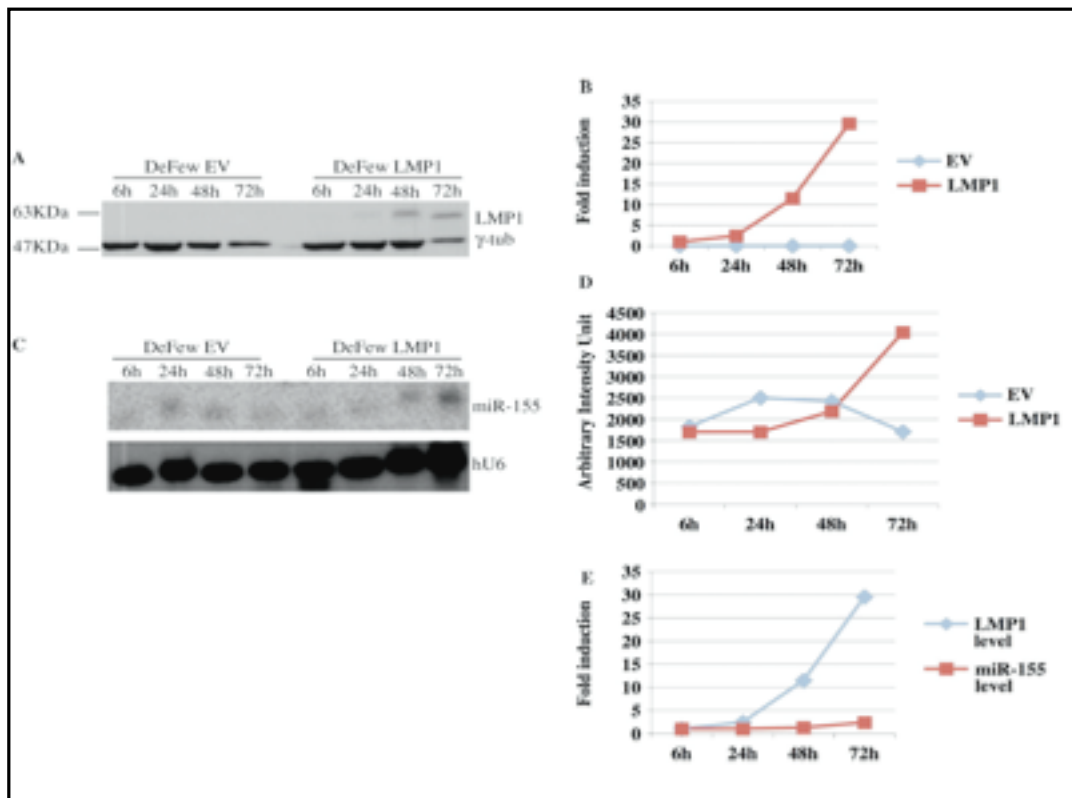 A
DeFew EV DeFew LMP1
6h 24h 48h 72h 6h 24h 48h 72h
63KDa
LMP1
47KDa
γ-tub
B
Fold induction
35
30
25
20
15
10
5
0
6h 24h 48h 72h
EV
LMP1
C
DeFew EV DeFew LMP1
6h 24h 48h 72h 6h 24h 48h 72h
miR-155
hU6
D
Arbitrary Intensity Unit
4500
4000
3500
3000
2500
2000
1500
1000
500
0
6h 24h 48h 72h
EV
LMP1
E
Fold induction
35
30
25
20
15
10
5
0
6h 24h 48h 72h
LMP1
level
miR-155
level